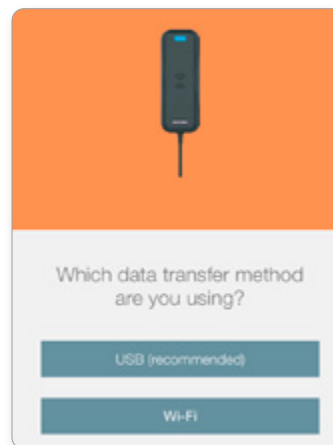 Which data transfer method
are you using?
USB (recommended)
Wi-Fi